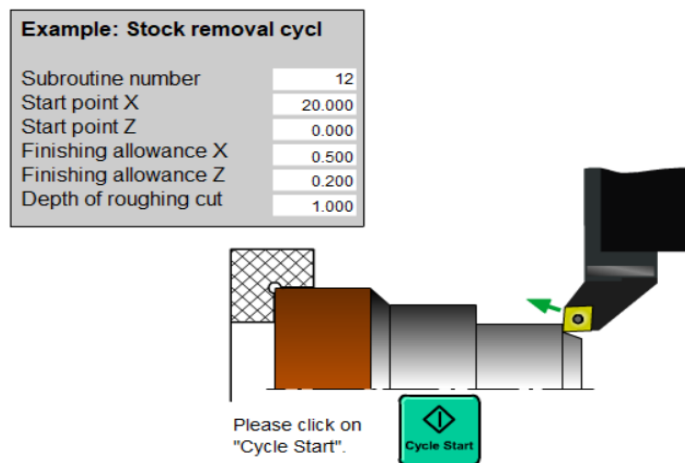 Example: Stock removal cycl
Subroutine number 12
Start point X 20.000
Start point Z 0.000
Finishing allowance X 0.500
Finishing allowance Z 0.200
Depth of roughing cut 1.000
Please click on
"Cycle Start".
Cycle Start